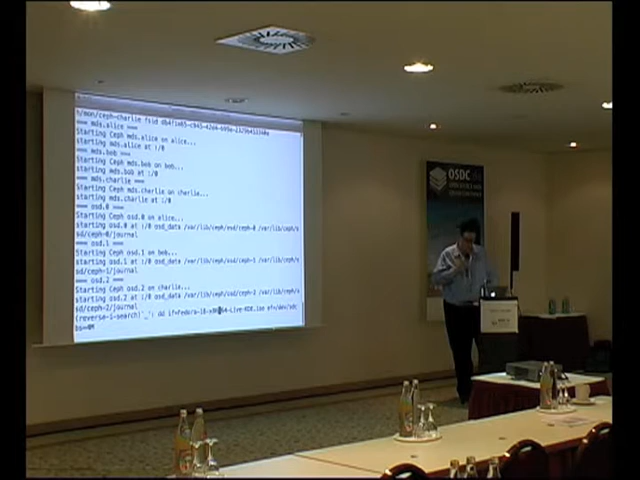 === mds.alice ===
Starting Ceph mds.alice on alice...
starting mds.alice at :/0
=== mds.bob ===
Starting Ceph mds.bob on bob...
starting mds.bob at :/0
=== mds.charlie ===
Starting Ceph mds.charlie on charlie...
starting mds.charlie at :/0
=== osd.0 ===
Starting Ceph osd.0 on alice...
starting osd.0 at :/0 osd_data /var/lib/ceph/osd/ceph-0 /var/lib/ceph/o
sd/ceph-0/journal
=== osd.1 ===
Starting Ceph osd.1 on bob...
starting osd.1 at :/0 osd_data /var/lib/ceph/osd/ceph-1 /var/lib/ceph/o
sd/ceph-1/journal
=== osd.2 ===
Starting Ceph osd.2 on charlie...
starting osd.2 at :/0 osd_data /var/lib/ceph/osd/ceph-2 /var/lib/ceph/o
sd/ceph-2/journal
(reverse-i-search)`_': dd of=/dev/sdc
bs=4M
OSDC.de